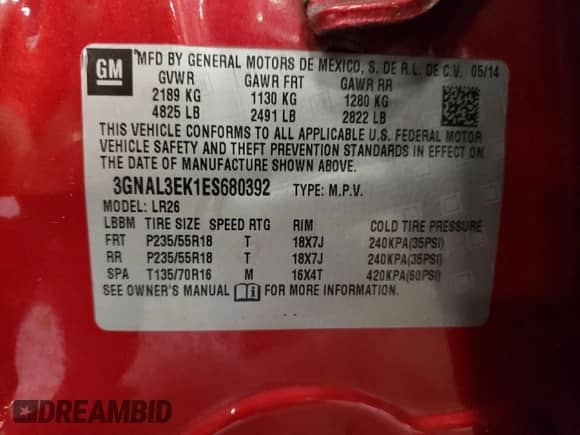 GM
MFD BY GENERAL MOTORS DE MEXICO, S. DE R.L. DE C.V. 05/14
GVWR GAWR FRT GAWR RR
2189 KG 1130 KG 1280 KG
4825 LB 2491 LB 2822 LB
THIS VEHICLE CONFORMS TO ALL APPLICABLE U.S. FEDERAL MOTOR
VEHICLE SAFETY AND THEFT PREVENTION STANDARDS IN EFFECT ON
THE DATE OF MANUFACTURE SHOWN ABOVE.
3GNAL3EK1ES680392 TYPE: M.P.V.
MODEL: LR26
LBBM TIRE SIZE SPEED RTG RIM COLD TIRE PRESSURE
FRT P235/55R18 T 18X7J 240KPA(35PSI)
RR P235/55R18 T 18X7J 240KPA(35PSI)
SPA T135/70R16 M 16X4T 420KPA(60PSI)
SEE OWNER'S MANUAL FOR MORE INFORMATION.
DREAMBID